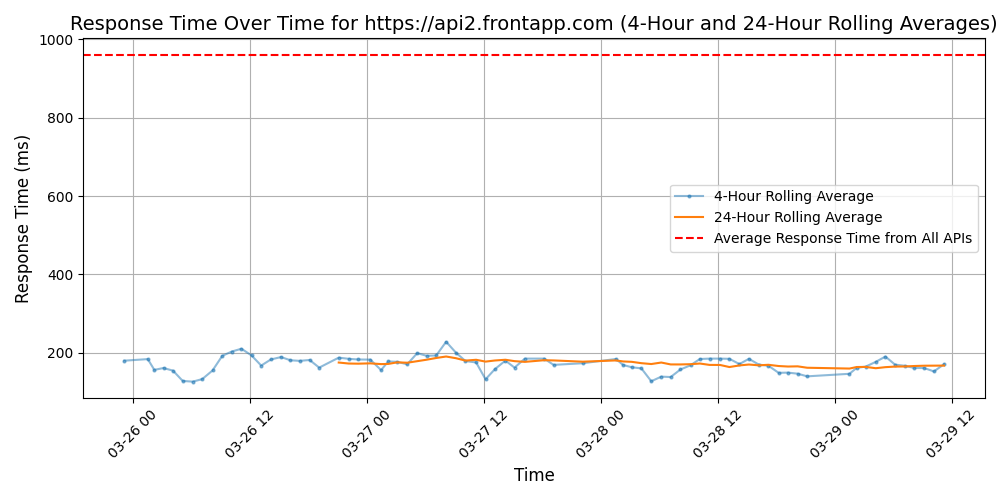 Response Time Over Time for https://api2.frontapp.com (4-Hour and 24-Hour Rolling Averages)
Response Time (ms)
1000
800
600
400
200
4-Hour Rolling Average
24-Hour Rolling Average
Average Response Time from All APIs
03-26 00
03-26 12
03-27 00
03-27 12
03-28 00
03-28 12
03-29 00
03-29 12
Time